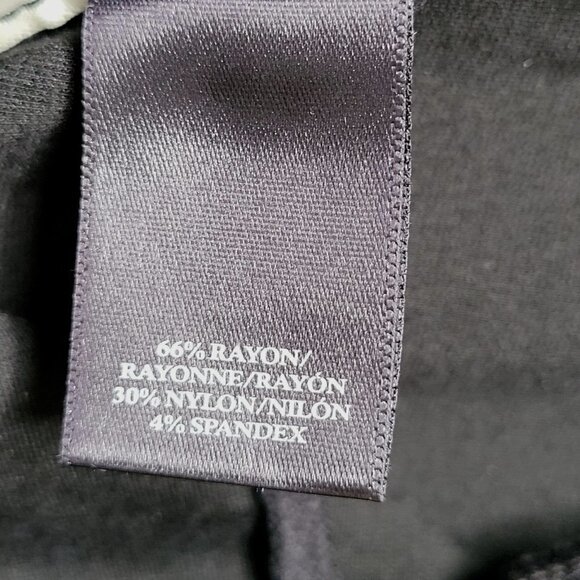 66% RAYON/
RAYONNE/RAYÓN
30% NYLON/NILÓN
4% SPANDEX